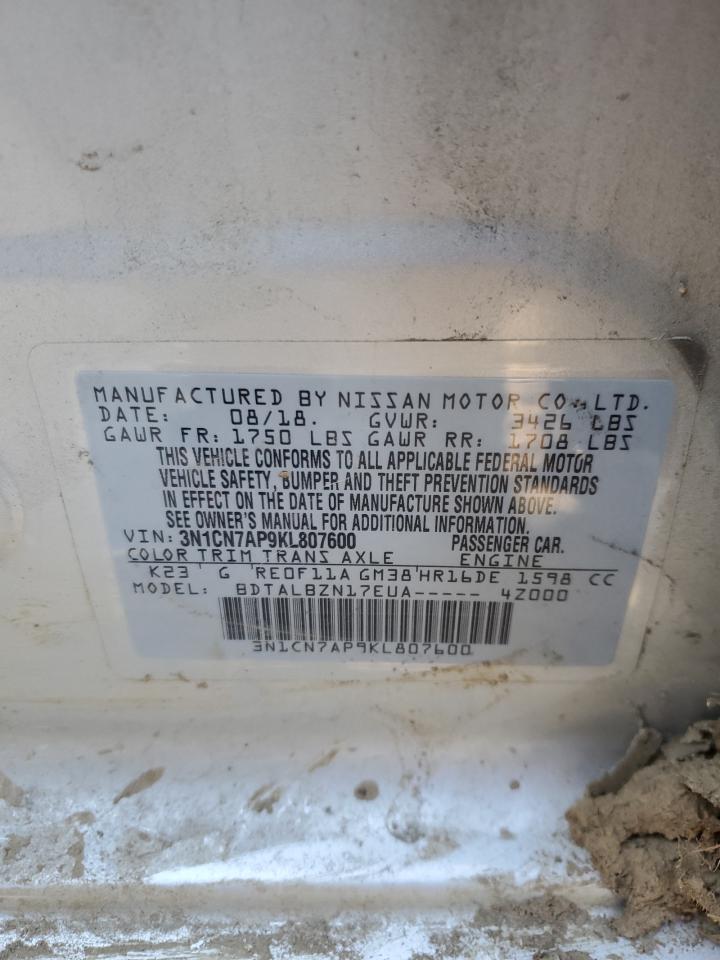 MANUFACTURED BY NISSAN MOTOR CO., LTD.
DATE: 08/18. GVWR: 3426 LBS
GAWR FR: 1750 LBS GAWR RR: 1708 LBS
THIS VEHICLE CONFORMS TO ALL APPLICABLE FEDERAL MOTOR
VEHICLE SAFETY, BUMPER AND THEFT PREVENTION STANDARDS
IN EFFECT ON THE DATE OF MANUFACTURE SHOWN ABOVE.
SEE OWNER'S MANUAL FOR ADDITIONAL INFORMATION.
VIN: 3N1CN7AP9KL807600 PASSENGER CAR.
COLOR TRIM TRANS AXLE ENGINE
K23 G RE0F11A GM38 HR16DE 1598 CC
MODEL: BDTALBZN17EUA----- 4Z000
3N1CN7AP9KL807600